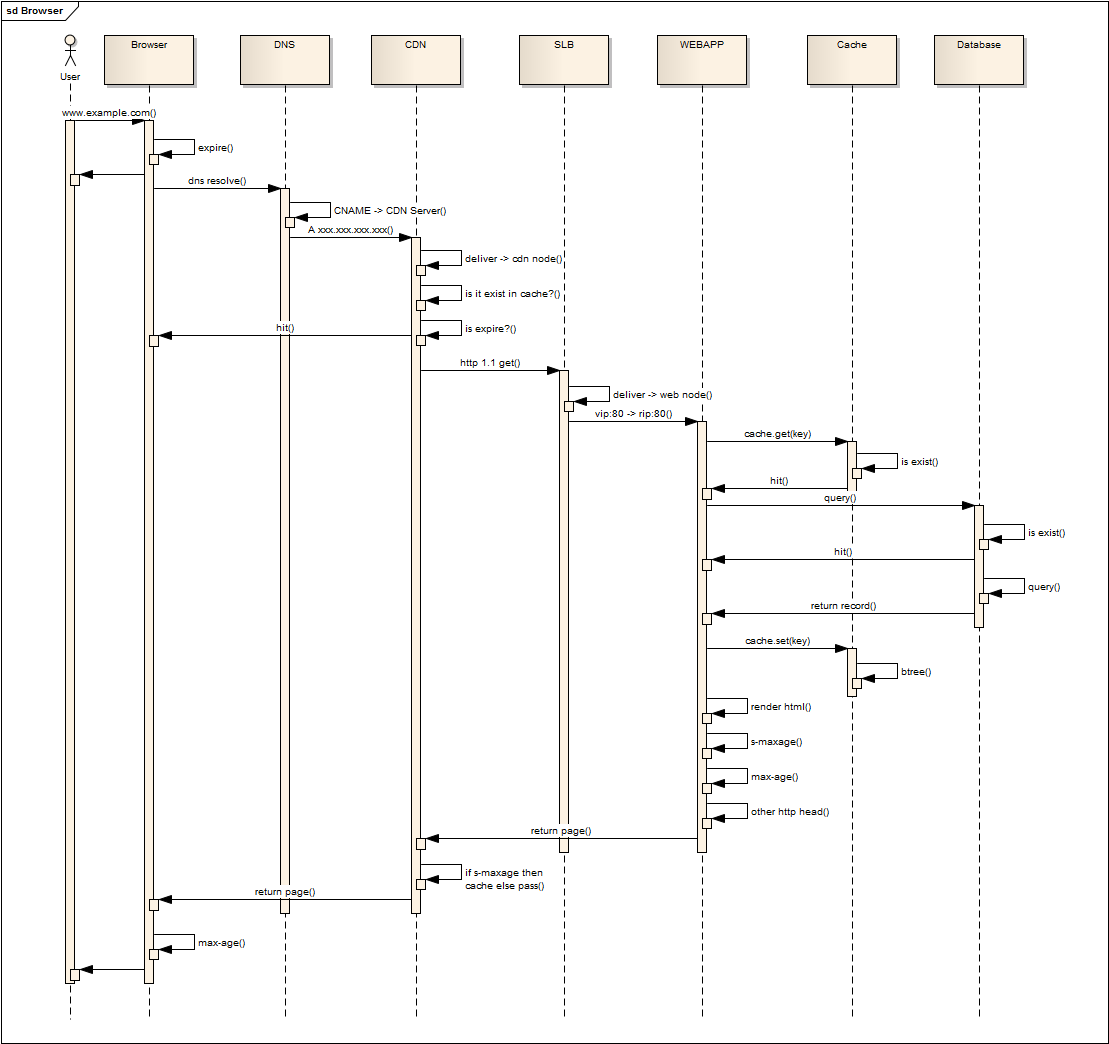 sd Browser
User
Browser
DNS
CDN
SLB
WEBAPP
Cache
Database
www.example.com()
expire()
dns resolve()
CNAME -> CDN Server()
A xxx.xxx.xxx.xxx()
deliver -> cdn node()
is it exist in cache?()
hit()
is expire?()
http 1.1 get()
deliver -> web node()
vip:80 -> rip:80()
cache.get(key)
is exist()
hit()
query()
is exist()
hit()
query()
return record()
cache.set(key)
btree()
render html()
s-maxage()
max-age()
other http head()
return page()
if s-maxage then
cache else pass()
return page()
max-age()